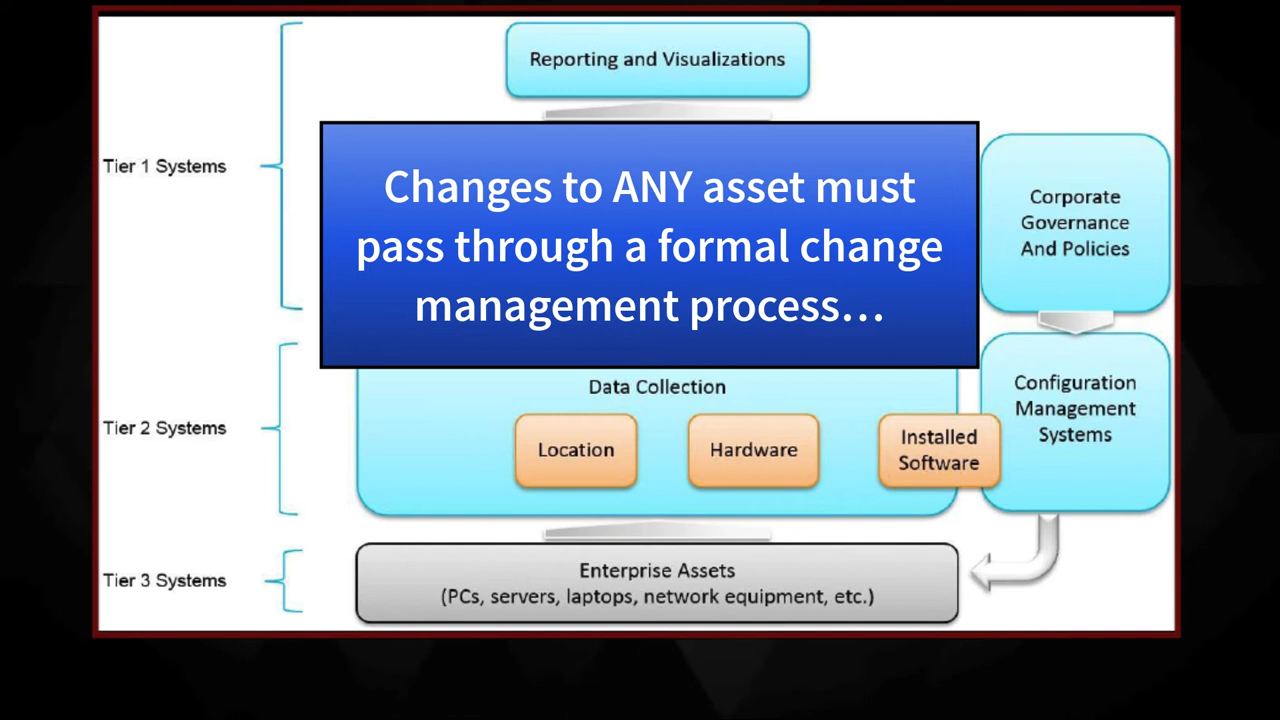 Reporting and Visualizations
Tier 1 Systems
Changes to ANY asset must
pass through a formal change
management process…
Corporate
Governance
And Policies
Tier 2 Systems
Data Collection
Location
Hardware
Installed
Software
Configuration
Management
Systems
Tier 3 Systems
Enterprise Assets
(PCs, servers, laptops, network equipment, etc.)